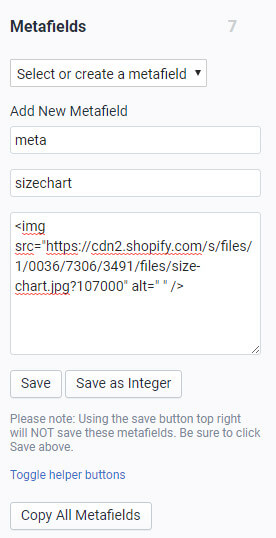 Metafields 7
Select or create a metafield
Add New Metafield
meta
sizechart
<img
src="https://cdn2.shopify.com/s/files/
1/0036/7306/3491/files/size-
chart.jpg?107000" alt=" " />
Save Save as Integer
Please note: Using the save button top right
will NOT save these metafields. Be sure to click
Save above.
Toggle helper buttons
Copy All Metafields